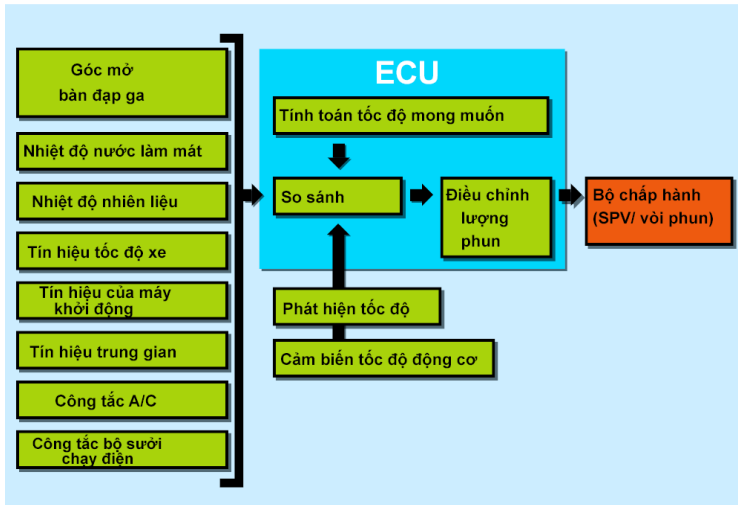 Góc mở
bàn đạp ga
Nhiệt độ nước làm mát
Nhiệt độ nhiên liệu
Tín hiệu tốc độ xe
Tín hiệu của máy
khởi động
Tín hiệu trung gian
Công tắc A/C
Công tắc bộ sưởi
chạy điện
ECU
Tính toán tốc độ mong muốn
So sánh
Điều chỉnh
lượng
phun
Phát hiện tốc độ
Cảm biến tốc độ động cơ
Bộ chấp hành
(SPV/ vòi phun)